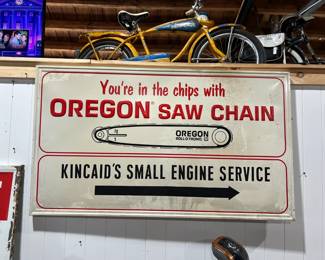 You're in the chips with
OREGON® SAW CHAIN
OREGON
KINCAID'S SMALL ENGINE SERVICE